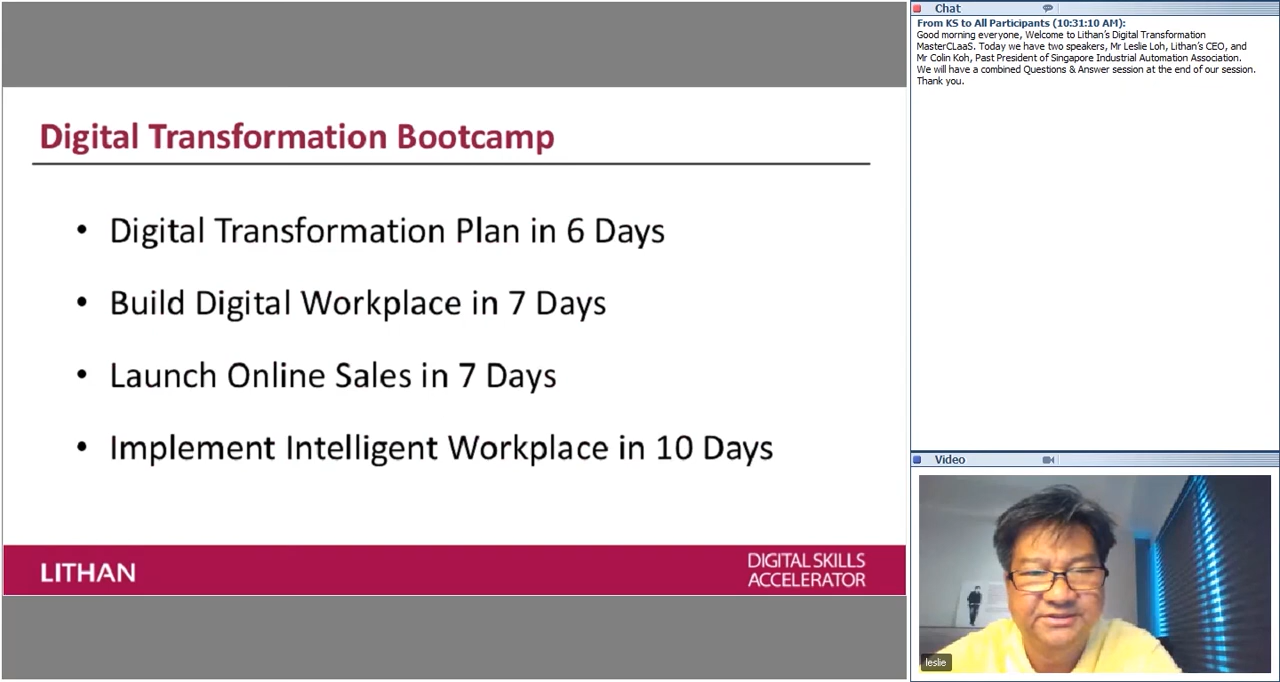 Digital Transformation Bootcamp
• Digital Transformation Plan in 6 Days
• Build Digital Workplace in 7 Days
• Launch Online Sales in 7 Days
• Implement Intelligent Workplace in 10 Days
LITHAN
DIGITAL SKILLS
ACCELERATOR
Chat
From KS to All Participants (10:31:10 AM):
Good morning everyone, Welcome to Lithan's Digital Transformation
MasterCLaaS. Today we have two speakers, Mr Leslie Loh, Lithan's CEO, and
Mr Colin Koh, Past President of Singapore Industrial Automation Association.
We will have a combined Questions & Answer session at the end of our session.
Thank you.
Video
leslie